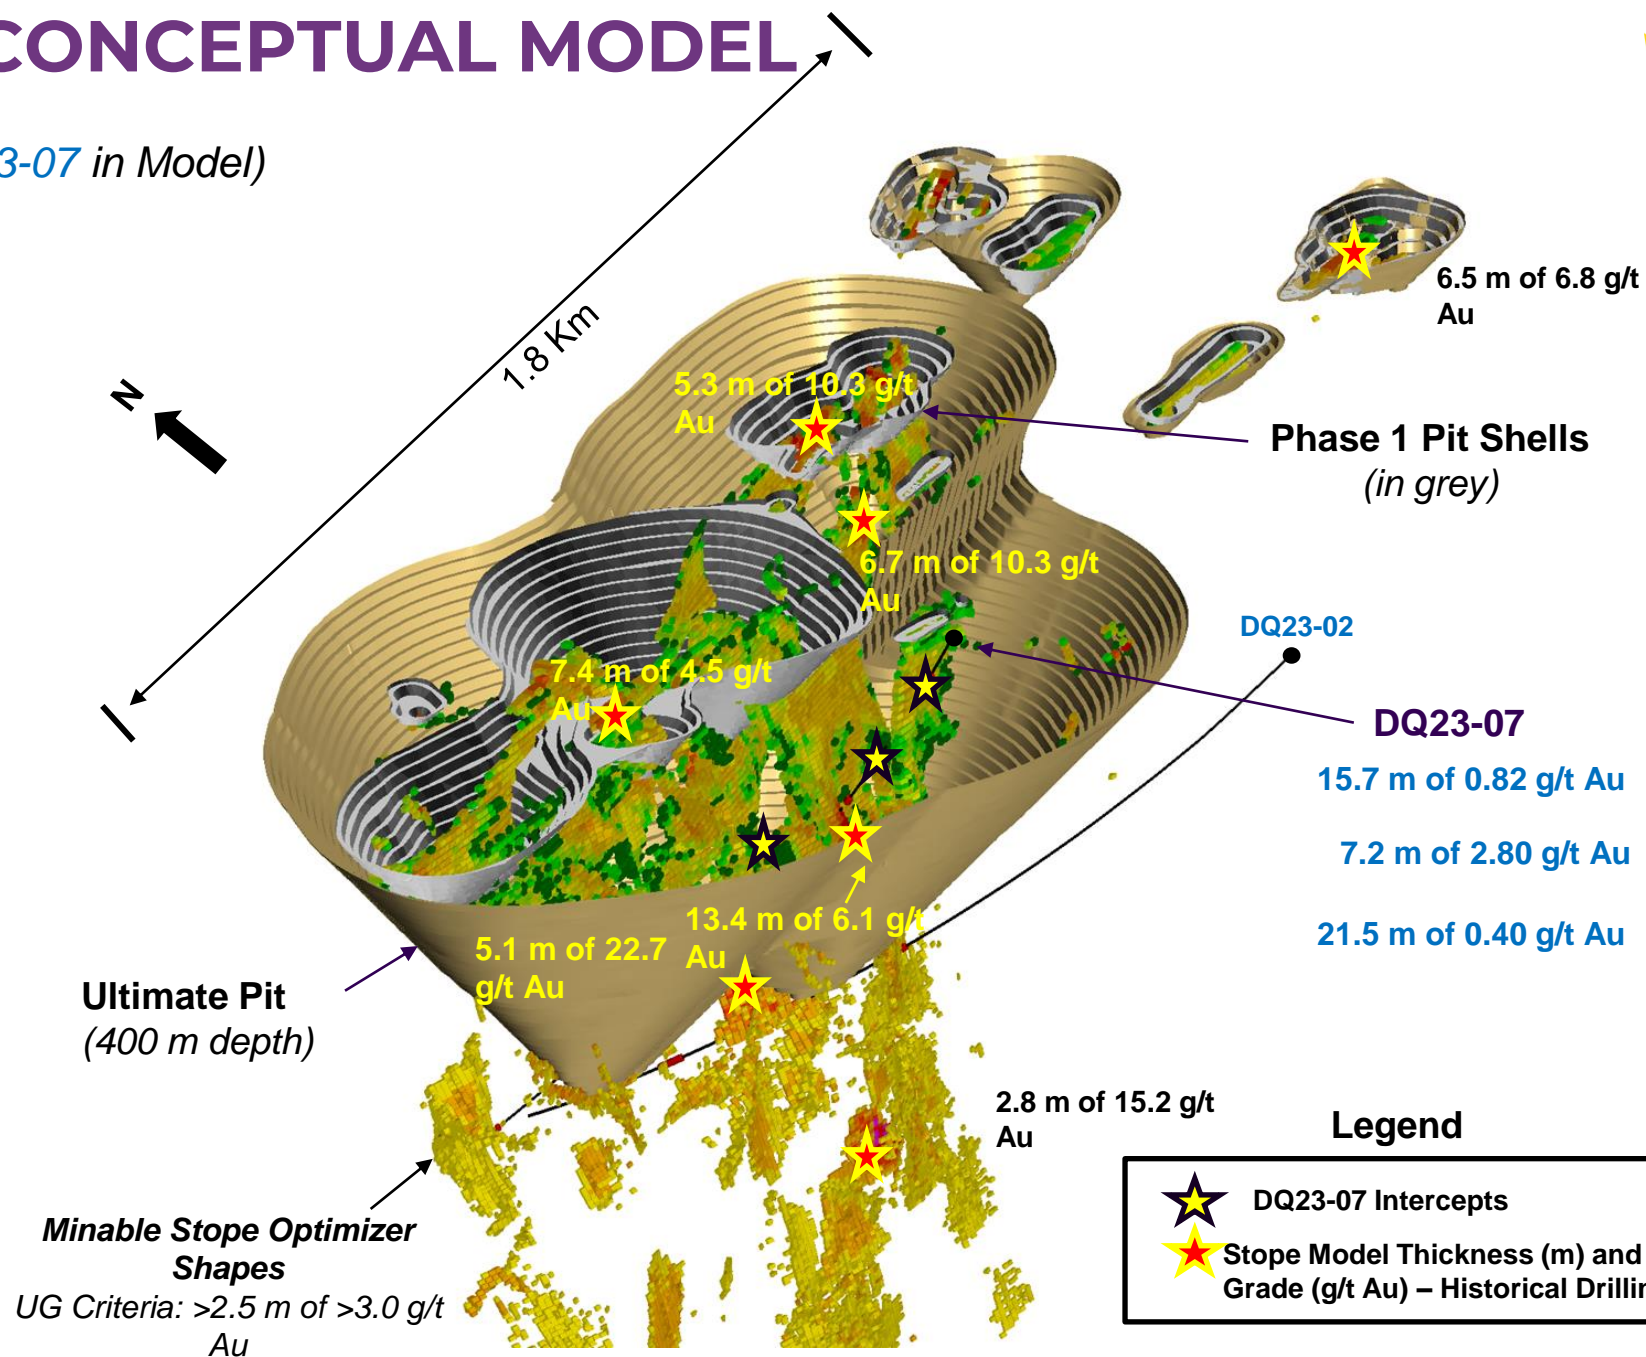 CONCEPTUAL MODEL
3-07 in Model)
1.8 Km
N
6.5 m of 6.8 g/t
Au
5.3 m of 10.3 g/t
Au
Phase 1 Pit Shells
(in grey)
6.7 m of 10.3 g/t
Au
DQ23-02
7.4 m of 4.5 g/t
Au
DQ23-07
15.7 m of 0.82 g/t Au
7.2 m of 2.80 g/t Au
21.5 m of 0.40 g/t Au
13.4 m of 6.1 g/t
Au
5.1 m of 22.7
g/t Au
Ultimate Pit
(400 m depth)
2.8 m of 15.2 g/t
Au
Minable Stope Optimizer
Shapes
UG Criteria: >2.5 m of >3.0 g/t
Au
Legend
DQ23-07 Intercepts
Stope Model Thickness (m) and
Grade (g/t Au) – Historical Drillin